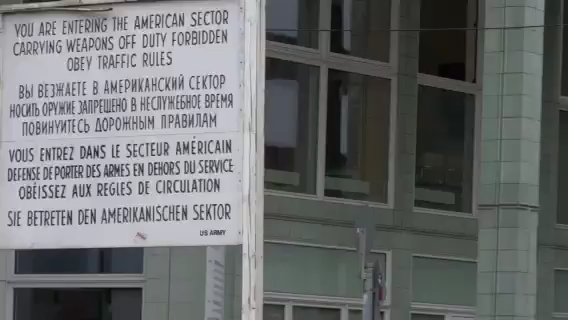 YOU ARE ENTERING THE AMERICAN SECTOR
CARRYING WEAPONS OFF DUTY FORBIDDEN
OBEY TRAFFIC RULES
ВЫ ВЪЕЗЖАЕТЕ В АМЕРИКАНСКИЙ СЕКТОР
НОСИТЬ ОРУЖИЕ ЗАПРЕЩЕНО В НЕСЛУЖЕБНОЕ ВРЕМЯ
ПОВИНУЙТЕСЬ ДОРОЖНЫМ ПРАВИЛАМ
VOUS ENTREZ DANS LE SECTEUR AMÉRICAIN
DÉFENSE DE PORTER DES ARMES EN DEHORS DU SERVICE
OBÉISSEZ AUX RÈGLES DE CIRCULATION
SIE BETRETEN DEN AMERIKANISCHEN SEKTOR
US ARMY